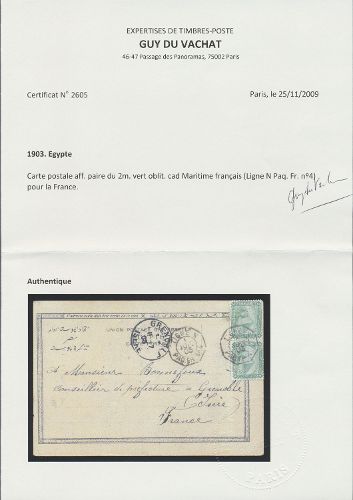 EXPERTISES DE TIMBRES-POSTE
GUY DU VACHAT
46-47 Passage des Panoramas, 75002 Paris
Certificat N° 2605
Paris, le 25/11/2009
1903. Egypte
Carte postale aff. paire du 2m. vert oblit. cad Maritime français (Ligne N Paq. Fr. n°4)
pour la France.
Authentique
UNION POSTALE
A Monsieur Bonnefous
Conseiller de préfecture à Grenoble
Isère
France
PARIS